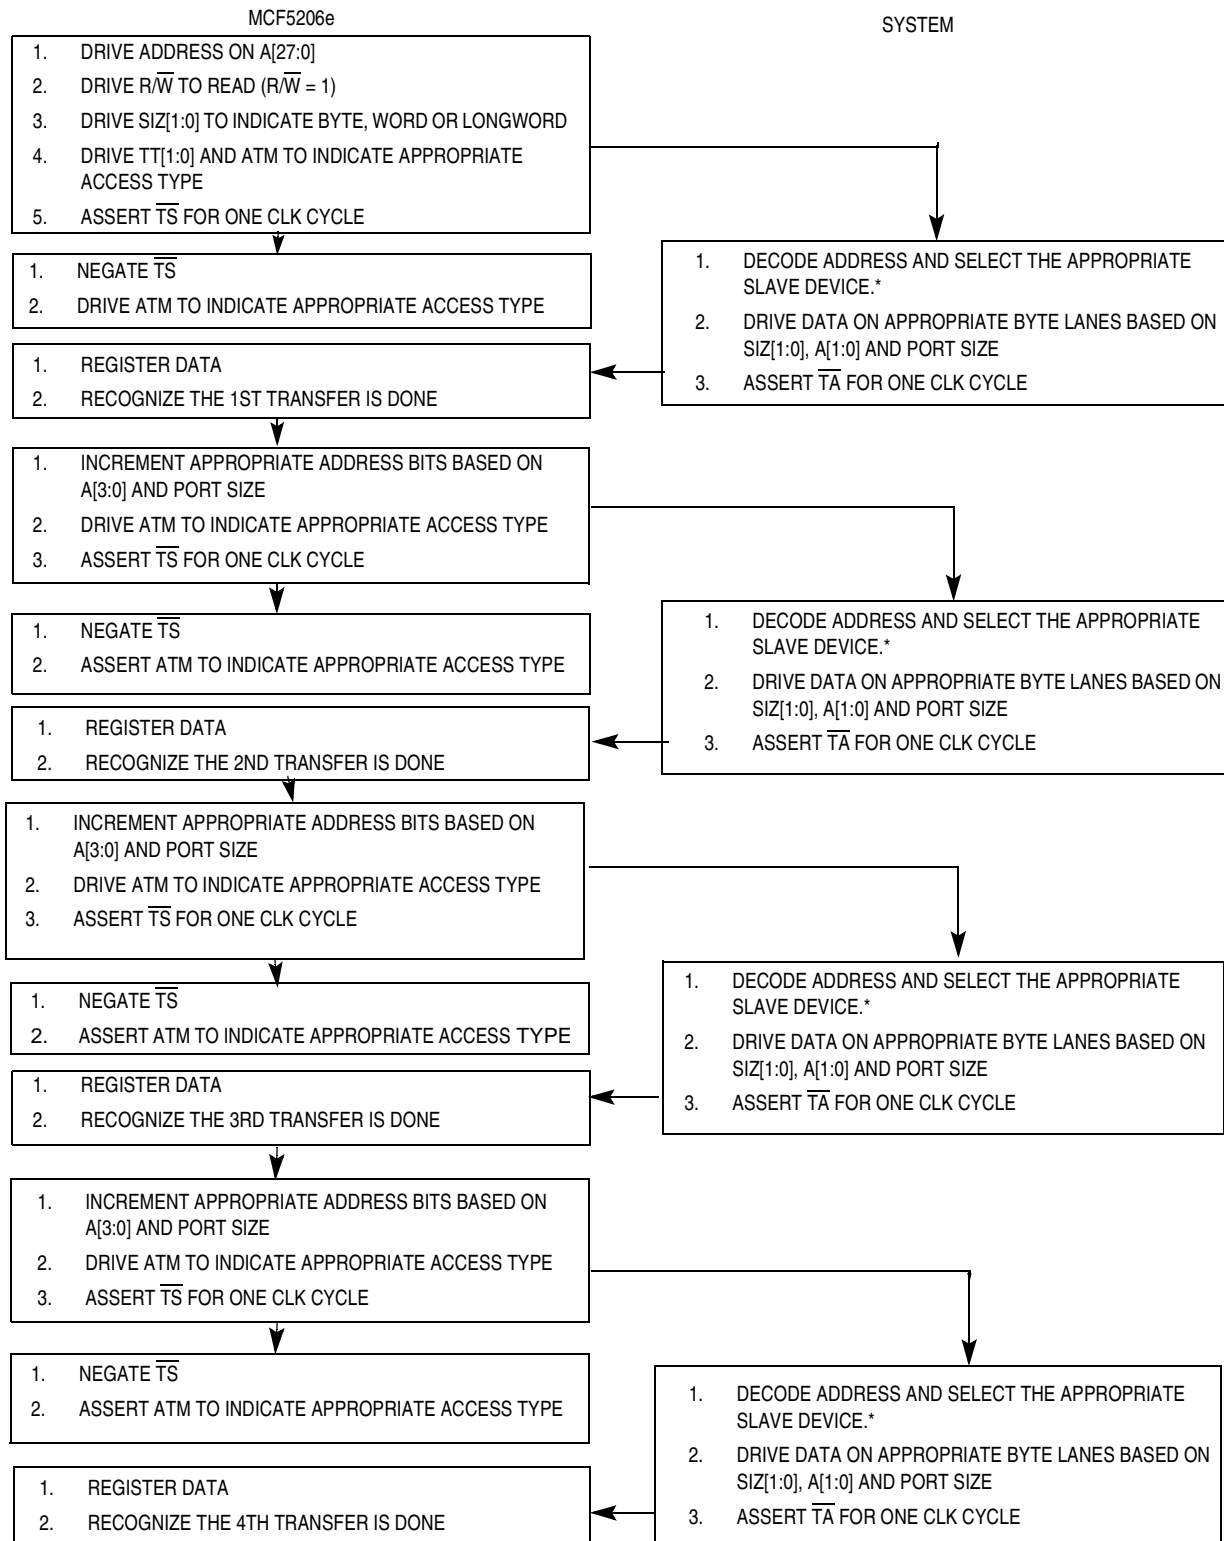 MCF5206e
SYSTEM
1. DRIVE ADDRESS ON A[27:0]
2. DRIVE R/W̅ TO READ (R/W̅ = 1)
3. DRIVE SIZ[1:0] TO INDICATE BYTE, WORD OR LONGWORD
4. DRIVE TT[1:0] AND ATM TO INDICATE APPROPRIATE
ACCESS TYPE
5. ASSERT T̅S̅ FOR ONE CLK CYCLE
1. NEGATE T̅S̅
2. DRIVE ATM TO INDICATE APPROPRIATE ACCESS TYPE
1. DECODE ADDRESS AND SELECT THE APPROPRIATE
SLAVE DEVICE.*
2. DRIVE DATA ON APPROPRIATE BYTE LANES BASED ON
SIZ[1:0], A[1:0] AND PORT SIZE
3. ASSERT T̅A̅ FOR ONE CLK CYCLE
1. REGISTER DATA
2. RECOGNIZE THE 1ST TRANSFER IS DONE
1. INCREMENT APPROPRIATE ADDRESS BITS BASED ON
A[3:0] AND PORT SIZE
2. DRIVE ATM TO INDICATE APPROPRIATE ACCESS TYPE
3. ASSERT T̅S̅ FOR ONE CLK CYCLE
1. NEGATE T̅S̅
2. ASSERT ATM TO INDICATE APPROPRIATE ACCESS TYPE
1. DECODE ADDRESS AND SELECT THE APPROPRIATE
SLAVE DEVICE.*
2. DRIVE DATA ON APPROPRIATE BYTE LANES BASED ON
SIZ[1:0], A[1:0] AND PORT SIZE
3. ASSERT T̅A̅ FOR ONE CLK CYCLE
1. REGISTER DATA
2. RECOGNIZE THE 2ND TRANSFER IS DONE
1. INCREMENT APPROPRIATE ADDRESS BITS BASED ON
A[3:0] AND PORT SIZE
2. DRIVE ATM TO INDICATE APPROPRIATE ACCESS TYPE
3. ASSERT T̅S̅ FOR ONE CLK CYCLE
1. NEGATE T̅S̅
2. ASSERT ATM TO INDICATE APPROPRIATE ACCESS TYPE
1. DECODE ADDRESS AND SELECT THE APPROPRIATE
SLAVE DEVICE.*
2. DRIVE DATA ON APPROPRIATE BYTE LANES BASED ON
SIZ[1:0], A[1:0] AND PORT SIZE
3. ASSERT T̅A̅ FOR ONE CLK CYCLE
1. REGISTER DATA
2. RECOGNIZE THE 3RD TRANSFER IS DONE
1. INCREMENT APPROPRIATE ADDRESS BITS BASED ON
A[3:0] AND PORT SIZE
2. DRIVE ATM TO INDICATE APPROPRIATE ACCESS TYPE
3. ASSERT T̅S̅ FOR ONE CLK CYCLE
1. NEGATE T̅S̅
2. ASSERT ATM TO INDICATE APPROPRIATE ACCESS TYPE
1. DECODE ADDRESS AND SELECT THE APPROPRIATE
SLAVE DEVICE.*
2. DRIVE DATA ON APPROPRIATE BYTE LANES BASED ON
SIZ[1:0], A[1:0] AND PORT SIZE
3. ASSERT T̅A̅ FOR ONE CLK CYCLE
1. REGISTER DATA
2. RECOGNIZE THE 4TH TRANSFER IS DONE